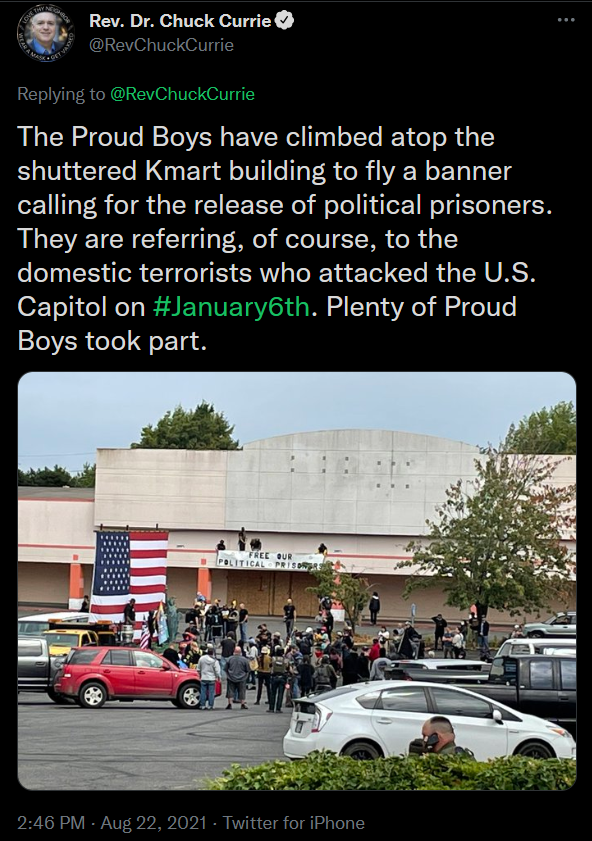 Rev. Dr. Chuck Currie
@RevChuckCurrie
Replying to @RevChuckCurrie
The Proud Boys have climbed atop the
shuttered Kmart building to fly a banner
calling for the release of political prisoners.
They are referring, of course, to the
domestic terrorists who attacked the U.S.
Capitol on #January6th. Plenty of Proud
Boys took part.
FREE OUR
POLITICAL PRISONERS
2:46 PM · Aug 22, 2021 · Twitter for iPhone